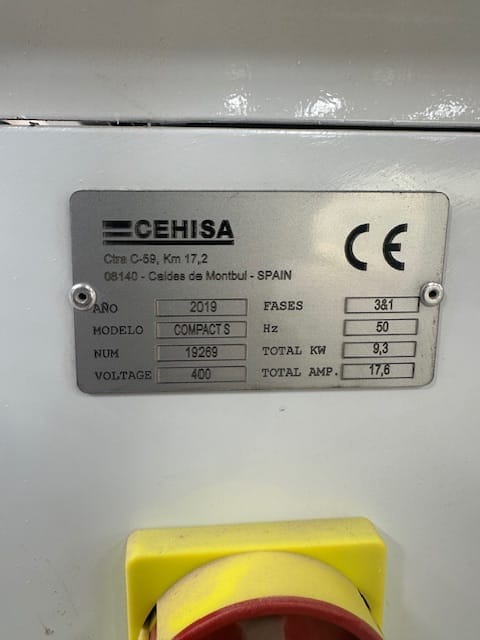 CEHISA
Ctra C-59, Km 17,2
08140 - Caldes de Montbui - SPAIN
CE
AÑO 2019 FASES 3&1
MODELO COMPACT S Hz 50
NUM 19269 TOTAL KW 9,3
VOLTAGE 400 TOTAL AMP. 17,6